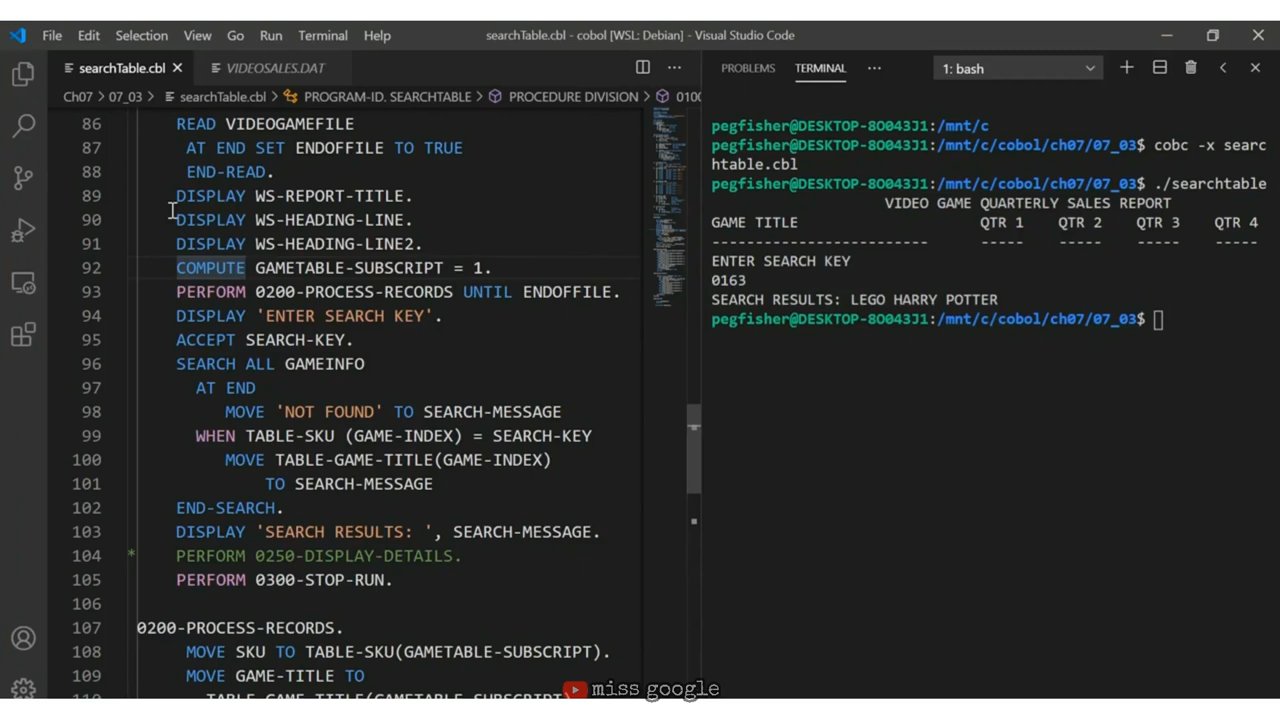 File Edit Selection View Go Run Terminal Help searchTable.cbl - cobol [WSL: Debian] - Visual Studio Code
searchTable.cbl VIDEOSALES.DAT
Ch07 > 07_03 > searchTable.cbl > PROGRAM-ID. SEARCHTABLE > PROCEDURE DIVISION > 0100
86 READ VIDEOGAMEFILE
87 AT END SET ENDOFFILE TO TRUE
88 END-READ.
89 DISPLAY WS-REPORT-TITLE.
90 DISPLAY WS-HEADING-LINE.
91 DISPLAY WS-HEADING-LINE2.
92 COMPUTE GAMETABLE-SUBSCRIPT = 1.
93 PERFORM 0200-PROCESS-RECORDS UNTIL ENDOFFILE.
94 DISPLAY 'ENTER SEARCH KEY'.
95 ACCEPT SEARCH-KEY.
96 SEARCH ALL GAMEINFO
97 AT END
98 MOVE 'NOT FOUND' TO SEARCH-MESSAGE
99 WHEN TABLE-SKU (GAME-INDEX) = SEARCH-KEY
100 MOVE TABLE-GAME-TITLE(GAME-INDEX)
101 TO SEARCH-MESSAGE
102 END-SEARCH.
103 DISPLAY 'SEARCH RESULTS: ', SEARCH-MESSAGE.
104 * PERFORM 0250-DISPLAY-DETAILS.
105 PERFORM 0300-STOP-RUN.
106
107 0200-PROCESS-RECORDS.
108 MOVE SKU TO TABLE-SKU(GAMETABLE-SUBSCRIPT).
109 MOVE GAME-TITLE TO
PROBLEMS TERMINAL ··· 1: bash
pegfisher@DESKTOP-8O043J1:/mnt/c
pegfisher@DESKTOP-8O043J1:/mnt/c/cobol/ch07/07_03$ cobc -x searc
htable.cbl
pegfisher@DESKTOP-8O043J1:/mnt/c/cobol/ch07/07_03$ ./searchtable
VIDEO GAME QUARTERLY SALES REPORT
GAME TITLE QTR 1 QTR 2 QTR 3 QTR 4
---------------------- ----- ----- ----- -----
ENTER SEARCH KEY
0163
SEARCH RESULTS: LEGO HARRY POTTER
pegfisher@DESKTOP-8O043J1:/mnt/c/cobol/ch07/07_03$
miss google